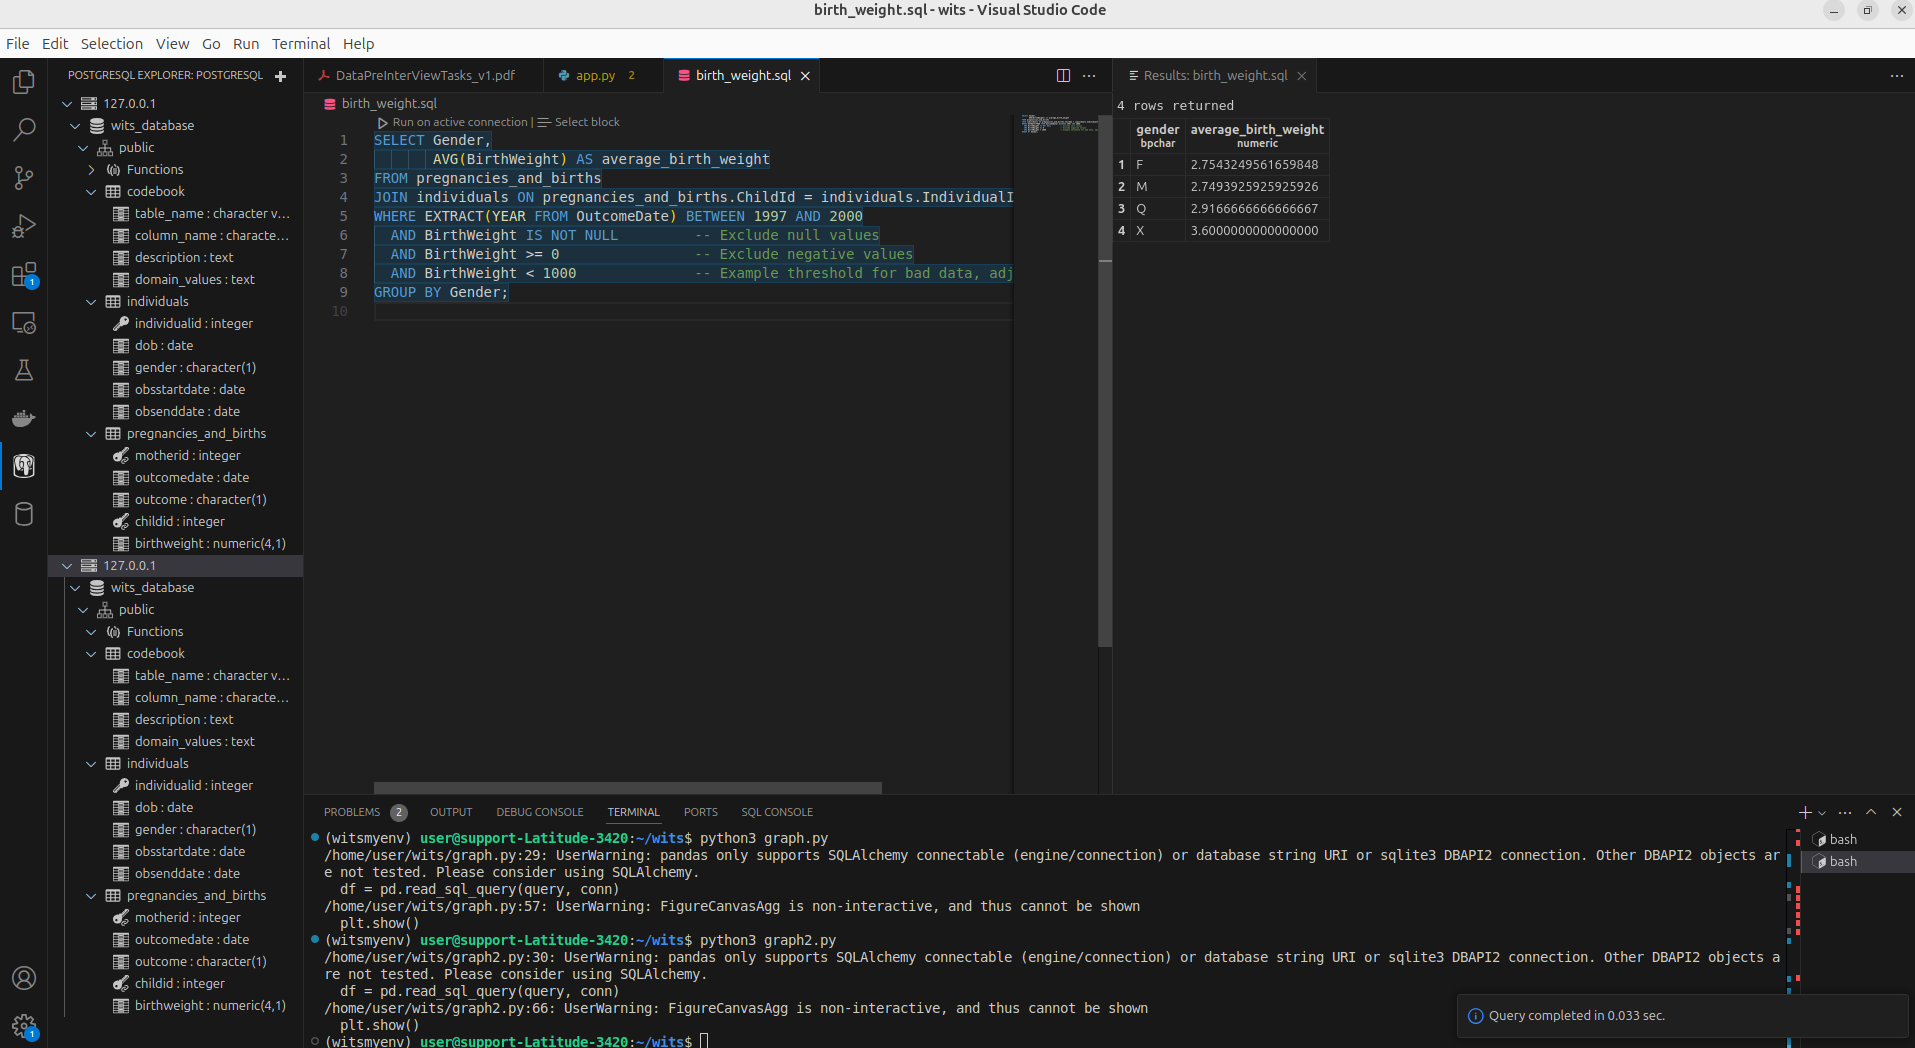 birth_weight.sql - wits - Visual Studio Code
File Edit Selection View Go Run Terminal Help
POSTGRESQL EXPLORER: POSTGRESQL
127.0.0.1
wits_database
public
Functions
codebook
table_name : character v...
column_name : characte...
description : text
domain_values : text
individuals
individualid : integer
dob : date
gender : character(1)
obsstartdate : date
obsenddate : date
pregnancies_and_births
motherid : integer
outcomedate : date
outcome : character(1)
childid : integer
birthweight : numeric(4,1)
127.0.0.1
wits_database
public
Functions
codebook
table_name : character v...
column_name : characte...
description : text
domain_values : text
individuals
individualid : integer
dob : date
gender : character(1)
obsstartdate : date
obsenddate : date
pregnancies_and_births
motherid : integer
outcomedate : date
outcome : character(1)
childid : integer
birthweight : numeric(4,1)
1
1
DataPreInterViewTasks_v1.pdf app.py 2 birth_weight.sql
birth_weight.sql
Run on active connection | Select block
1 SELECT Gender,
2 AVG(BirthWeight) AS average_birth_weight
3 FROM pregnancies_and_births
4 JOIN individuals ON pregnancies_and_births.ChildId = individuals.IndividualI
5 WHERE EXTRACT(YEAR FROM OutcomeDate) BETWEEN 1997 AND 2000
6 AND BirthWeight IS NOT NULL -- Exclude null values
7 AND BirthWeight >= 0 -- Exclude negative values
8 AND BirthWeight < 1000 -- Example threshold for bad data, adj
9 GROUP BY Gender;
10
Results: birth_weight.sql
4 rows returned
gender average_birth_weight
bpchar numeric
1 F 2.7543249561659848
2 M 2.7493925925925926
3 Q 2.9166666666666667
4 X 3.6000000000000000
PROBLEMS 2 OUTPUT DEBUG CONSOLE TERMINAL PORTS SQL CONSOLE
(witsmyenv) user@support-Latitude-3420:~/wits$ python3 graph.py
/home/user/wits/graph.py:29: UserWarning: pandas only supports SQLAlchemy connectable (engine/connection) or database string URI or sqlite3 DBAPI2 connection. Other DBAPI2 objects ar
e not tested. Please consider using SQLAlchemy.
df = pd.read_sql_query(query, conn)
/home/user/wits/graph.py:57: UserWarning: FigureCanvasAgg is non-interactive, and thus cannot be shown
plt.show()
(witsmyenv) user@support-Latitude-3420:~/wits$ python3 graph2.py
/home/user/wits/graph2.py:30: UserWarning: pandas only supports SQLAlchemy connectable (engine/connection) or database string URI or sqlite3 DBAPI2 connection. Other DBAPI2 objects a
re not tested. Please consider using SQLAlchemy.
df = pd.read_sql_query(query, conn)
/home/user/wits/graph2.py:66: UserWarning: FigureCanvasAgg is non-interactive, and thus cannot be shown
plt.show()
(witsmyenv) user@support-Latitude-3420:~/wits$
bash
bash
Query completed in 0.033 sec.